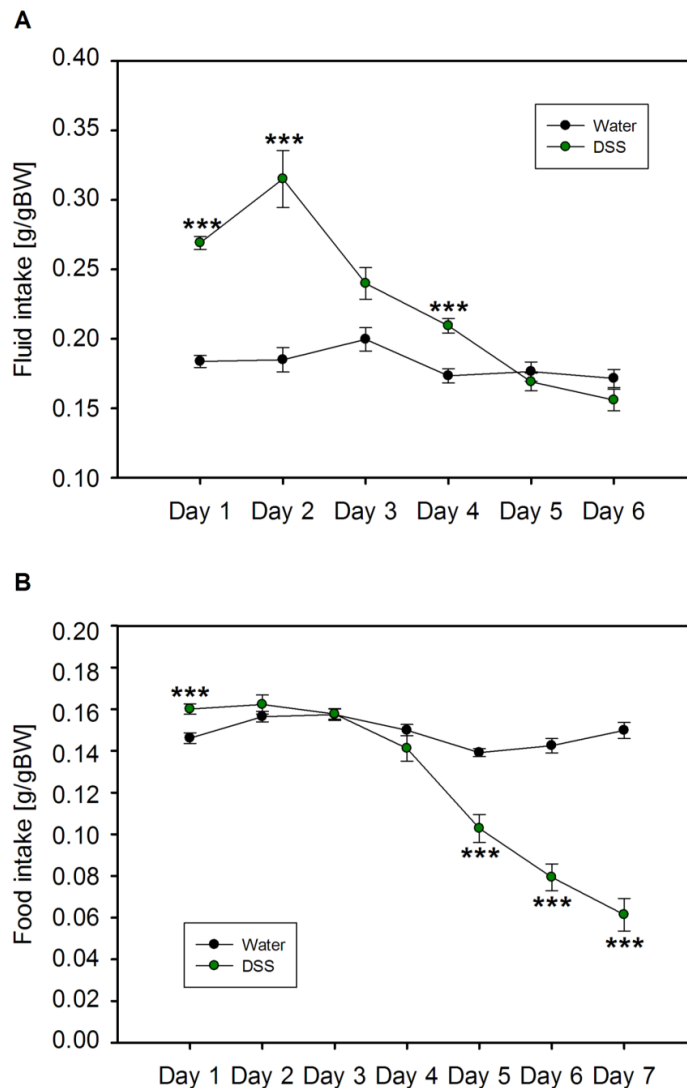 A
0.40
0.35
0.30
0.25
0.20
0.15
0.10
Fluid intake [g/gBW]
Water
DSS
***
***
***
Day 1 Day 2 Day 3 Day 4 Day 5 Day 6
B
0.20
0.18
0.16
0.14
0.12
0.10
0.08
0.06
0.04
0.02
0.00
Food intake [g/gBW]
***
***
***
***
Water
DSS
Day 1 Day 2 Day 3 Day 4 Day 5 Day 6 Day 7